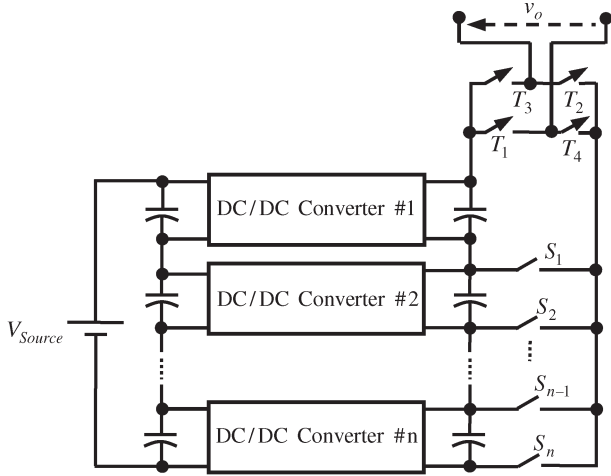 v_o
T_3
T_2
T_1
T_4
DC/DC Converter #1
S_1
DC/DC Converter #2
S_2
V_Source
S_{n-1}
DC/DC Converter #n
S_n